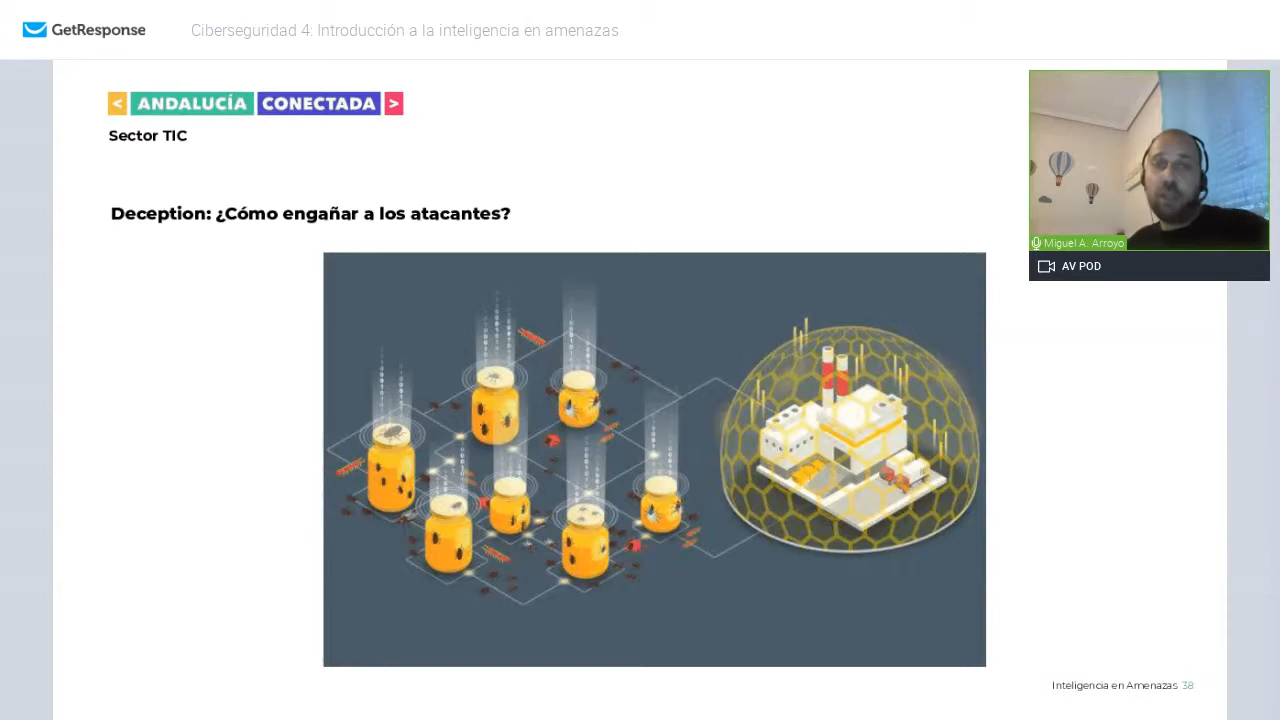 GetResponse
Ciberseguridad 4: Introducción a la inteligencia en amenazas
< ANDALUCÍA CONECTADA >
Sector TIC
Deception: ¿Cómo engañar a los atacantes?
Miguel A. Arroyo
AV POD
Inteligencia en Amenazas 38